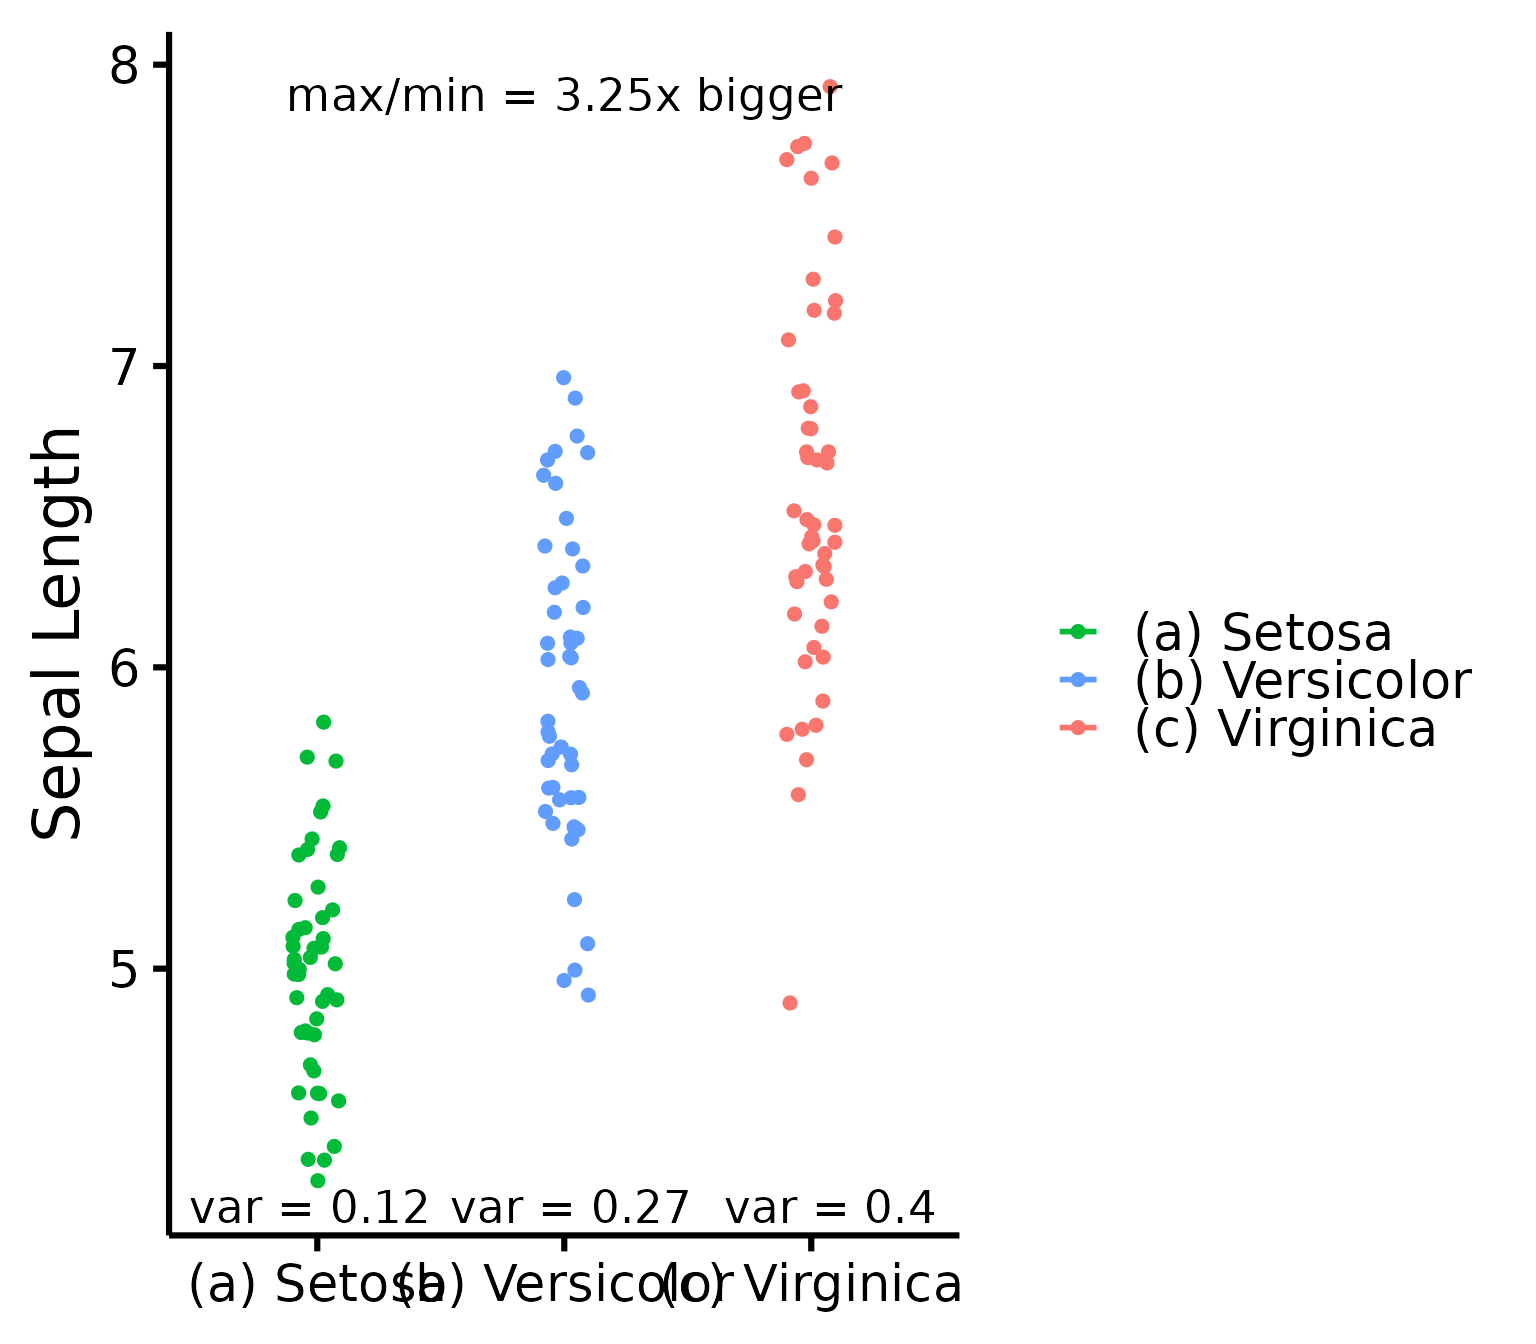 max/min = 3.25x bigger
8
7
6
5
Sepal Length
var = 0.12
var = 0.27
var = 0.4
(a) Setosa
(b) Versicolor
(c) Virginica
(a) Setosa
(b) Versicolor
(c) Virginica